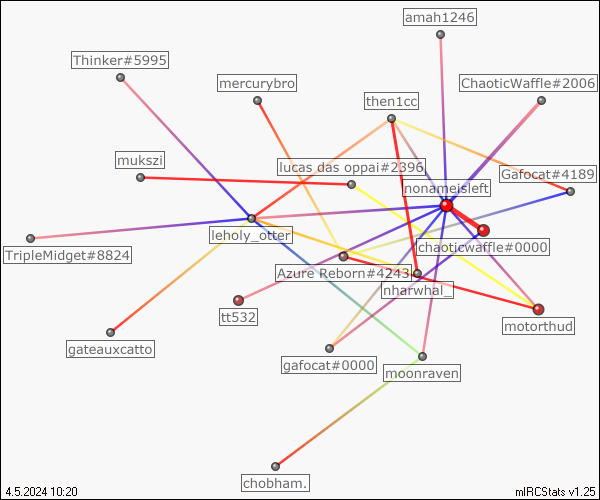 amah1246
Thinker#5995
mercurybro
ChaoticWaffle#2006
then1cc
mukszi
lucas das oppai#2396
Gafocat#4189
nonameisleft
leholy_otter
chaoticwaffle#0000
TripleMidget#8824
Azure Reborn#4243
nharwhal_
tt532
motorthud
gateauxcatto
gafocat#0000
moonraven
chobham.
4.5.2024 10:20
mIRCStats v1.25